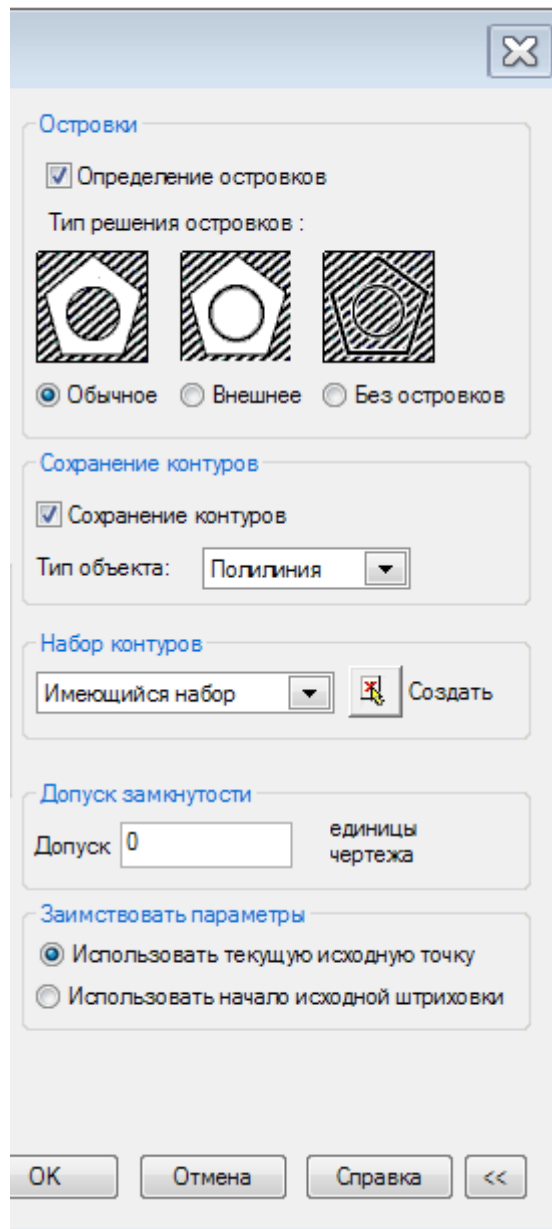 Островки
Определение островков
Тип решения островков :
Обычное Внешнее Без островков
Сохранение контуров
Сохранение контуров
Тип объекта: Полилиния
Набор контуров
Имеющийся набор Создать
Допуск замкнутости
Допуск 0 единицы чертежа
Заимствовать параметры
Использовать текущую исходную точку
Использовать начало исходной штриховки
OK Отмена Справка <<